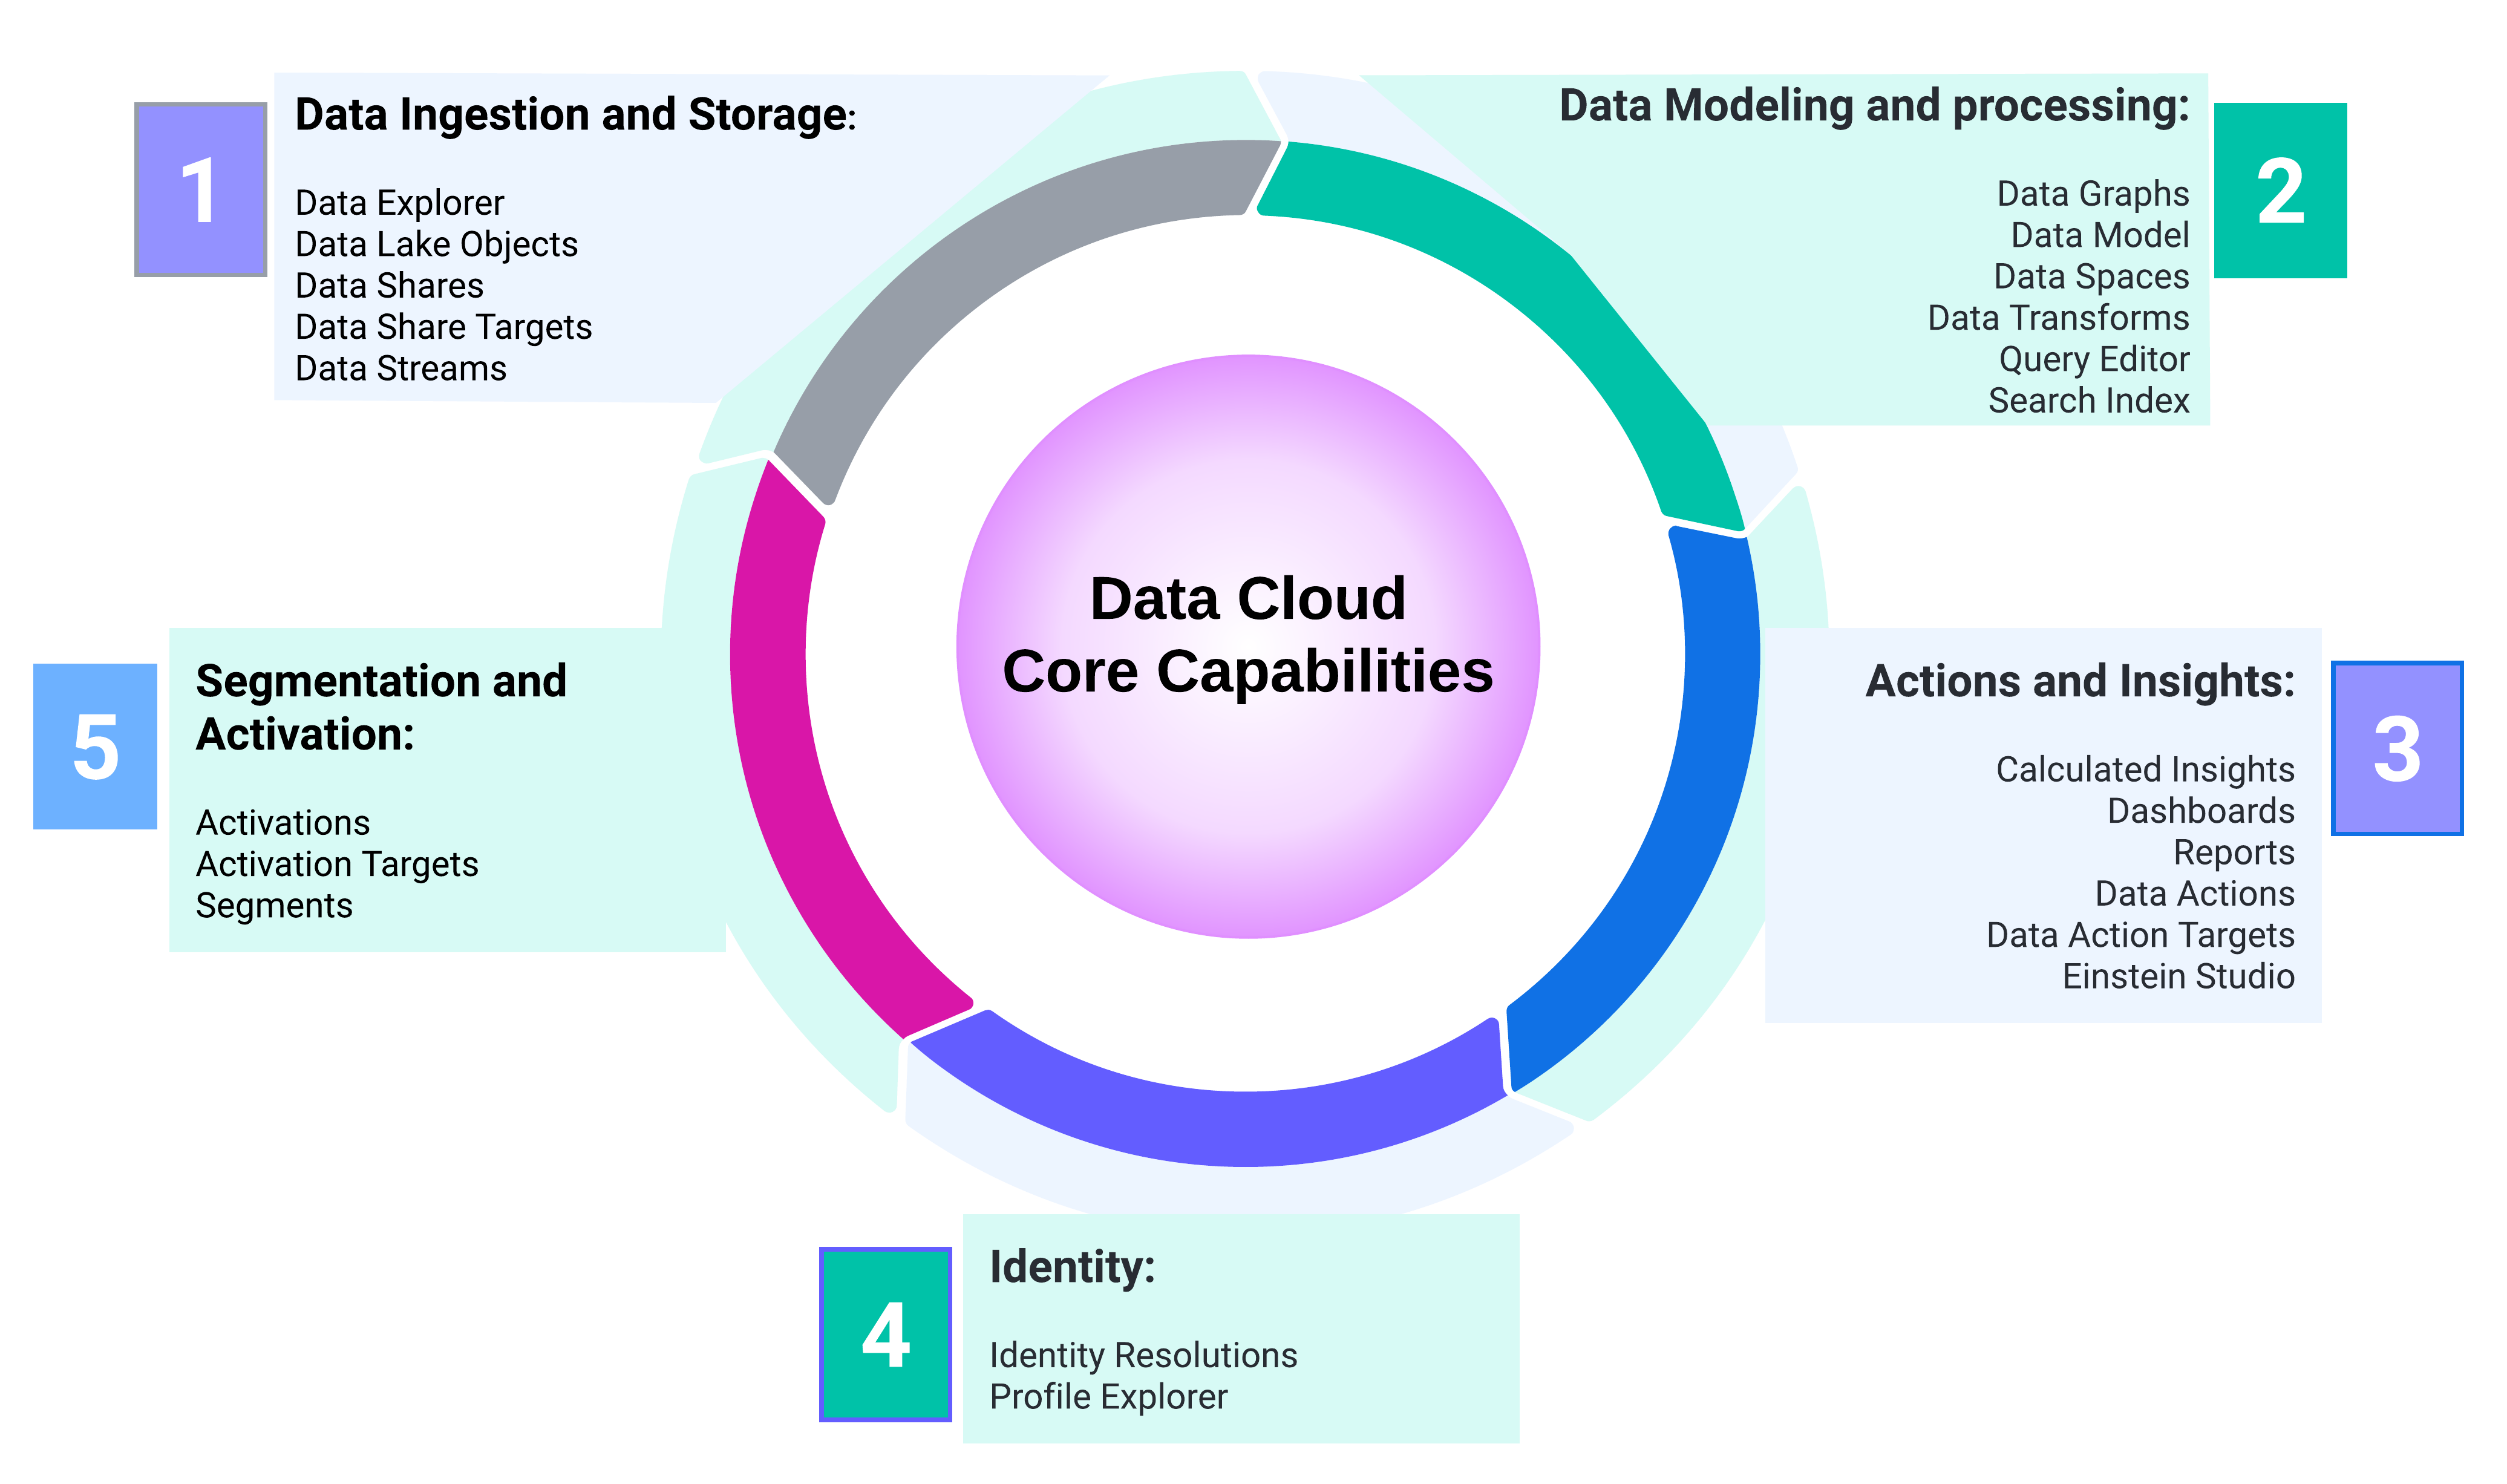 1
Data Ingestion and Storage:
Data Explorer
Data Lake Objects
Data Shares
Data Share Targets
Data Streams
Data Modeling and processing:
Data Graphs
Data Model
Data Spaces
Data Transforms
Query Editor
Search Index
2
Data Cloud
Core Capabilities
Actions and Insights:
Calculated Insights
Dashboards
Reports
Data Actions
Data Action Targets
Einstein Studio
3
4
Identity:
Identity Resolutions
Profile Explorer
5
Segmentation and
Activation:
Activations
Activation Targets
Segments